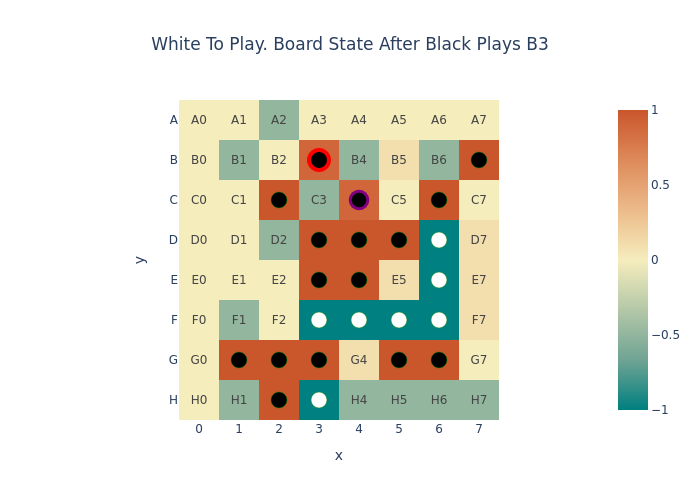 White To Play. Board State After Black Plays B3
A A0 A1 A2 A3 A4 A5 A6 A7
B B0 B1 B2 B4 B5 B6
C C0 C1 C3 C5 C7
D D0 D1 D2 D7
E E0 E1 E2 E5 E7
F F0 F1 F2 F7
G G0 G4 G7
H H0 H1 H4 H5 H6 H7
0 1 2 3 4 5 6 7
x
y
1
0.5
0
−0.5
−1